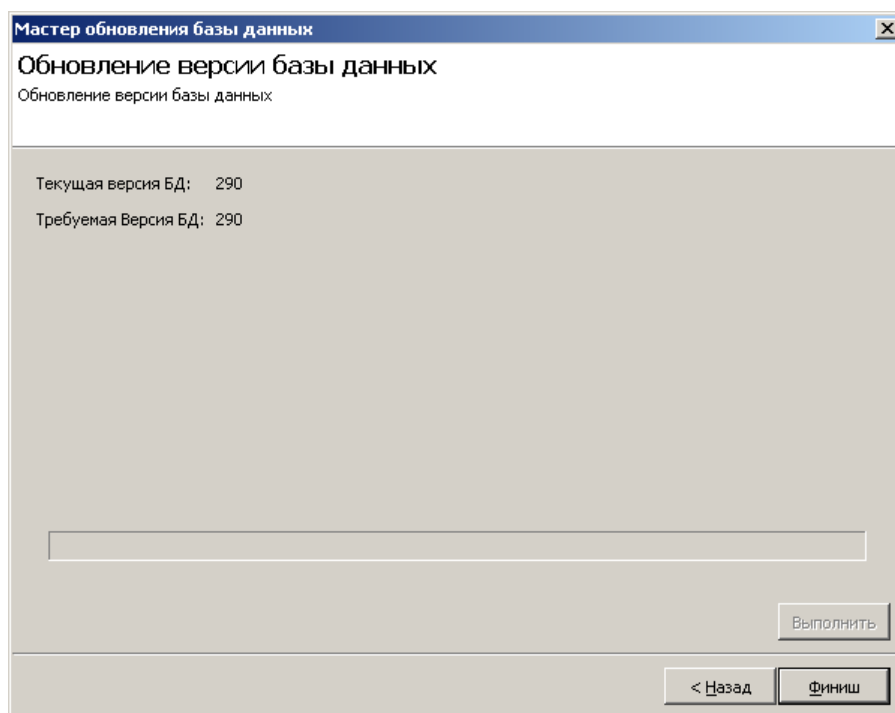 Мастер обновления базы данных
Обновление версии базы данных
Обновление версии базы данных
Текущая версия БД: 290
Требуемая Версия БД: 290
Выполнить
< Назад Финиш